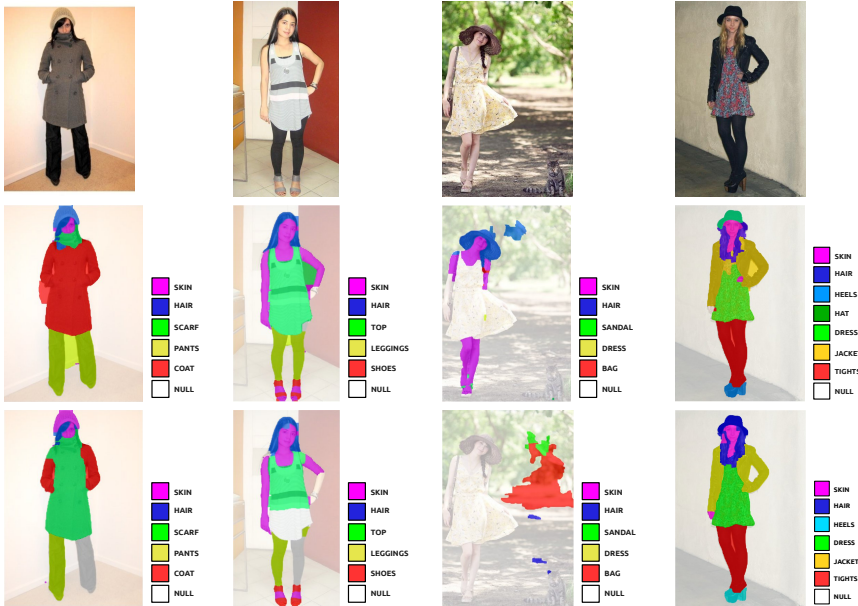 SKIN
HAIR
SCARF
PANTS
COAT
NULL
SKIN
HAIR
TOP
LEGGINGS
SHOES
NULL
SKIN
HAIR
SANDAL
DRESS
BAG
NULL
SKIN
HAIR
HEELS
HAT
DRESS
JACKET
TIGHTS
NULL
SKIN
HAIR
SCARF
PANTS
COAT
NULL
SKIN
HAIR
TOP
LEGGINGS
SHOES
NULL
SKIN
HAIR
SANDAL
DRESS
BAG
NULL
SKIN
HAIR
HEELS
DRESS
JACKET
TIGHTS
NULL